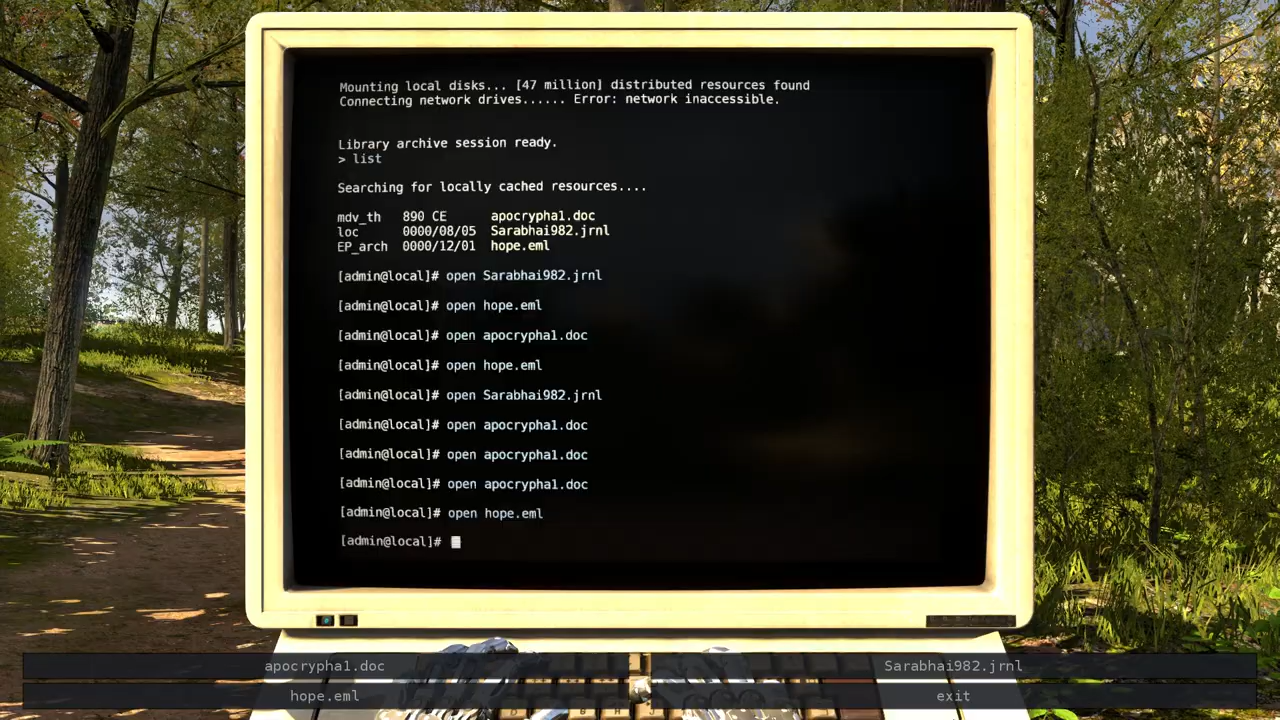 Mounting local disks... [47 million] distributed resources found
Connecting network drives...... Error: network inaccessible.
Library archive session ready.
> list
Searching for locally cached resources....
mdv_th 890 CE apocrypha1.doc
loc 0000/08/05 Sarabhai982.jrnl
EP_arch 0000/12/01 hope.eml
[admin@local]# open Sarabhai982.jrnl
[admin@local]# open hope.eml
[admin@local]# open apocrypha1.doc
[admin@local]# open hope.eml
[admin@local]# open Sarabhai982.jrnl
[admin@local]# open apocrypha1.doc
[admin@local]# open apocrypha1.doc
[admin@local]# open apocrypha1.doc
[admin@local]# open hope.eml
[admin@local]#
apocrypha1.doc Sarabhai982.jrnl
hope.eml exit